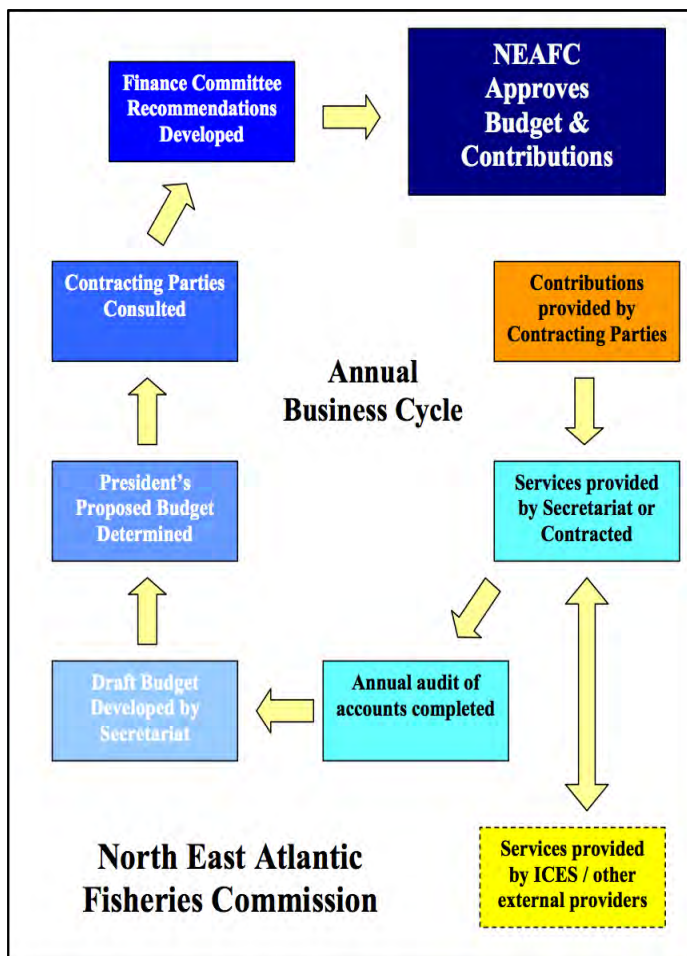 Finance Committee
Recommendations
Developed
NEAFC
Approves
Budget &
Contributions
Contracting Parties
Consulted
Contributions
provided by
Contracting Parties
Annual
Business Cycle
President's
Proposed Budget
Determined
Services provided
by Secretariat or
Contracted
Draft Budget
Developed by
Secretariat
Annual audit of
accounts completed
North East Atlantic
Fisheries Commission
Services provided
by ICES / other
external providers